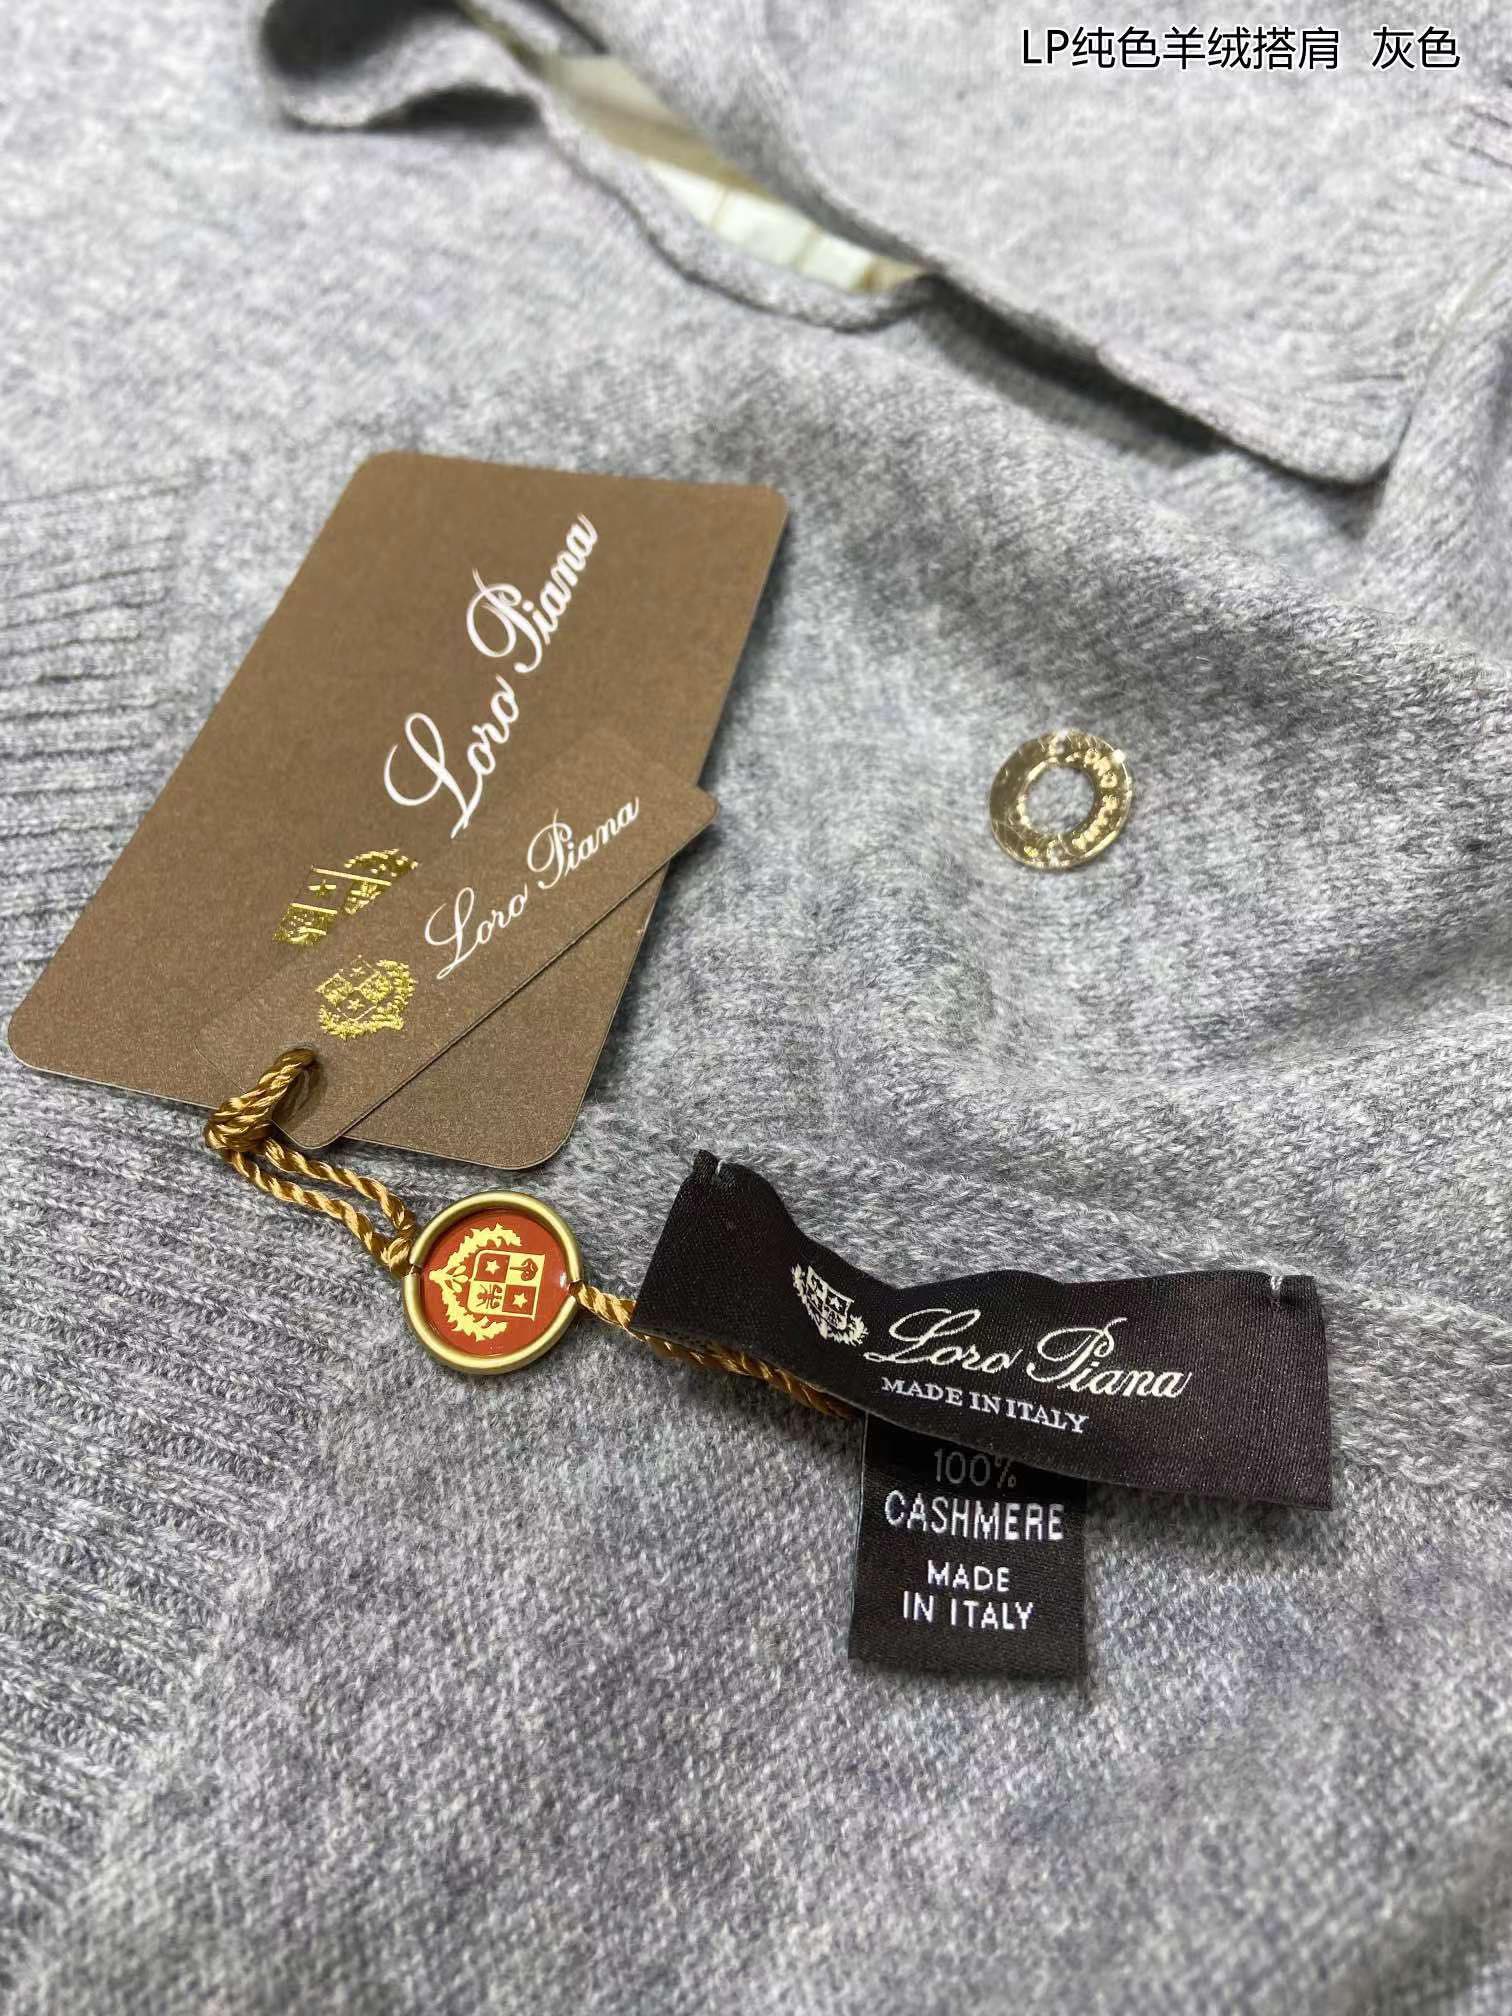 LP纯色羊绒搭肩 灰色
Loro Piana
Loro Piana
Loro Piana
MADE IN ITALY
100%
CASHMERE
MADE
IN ITALY